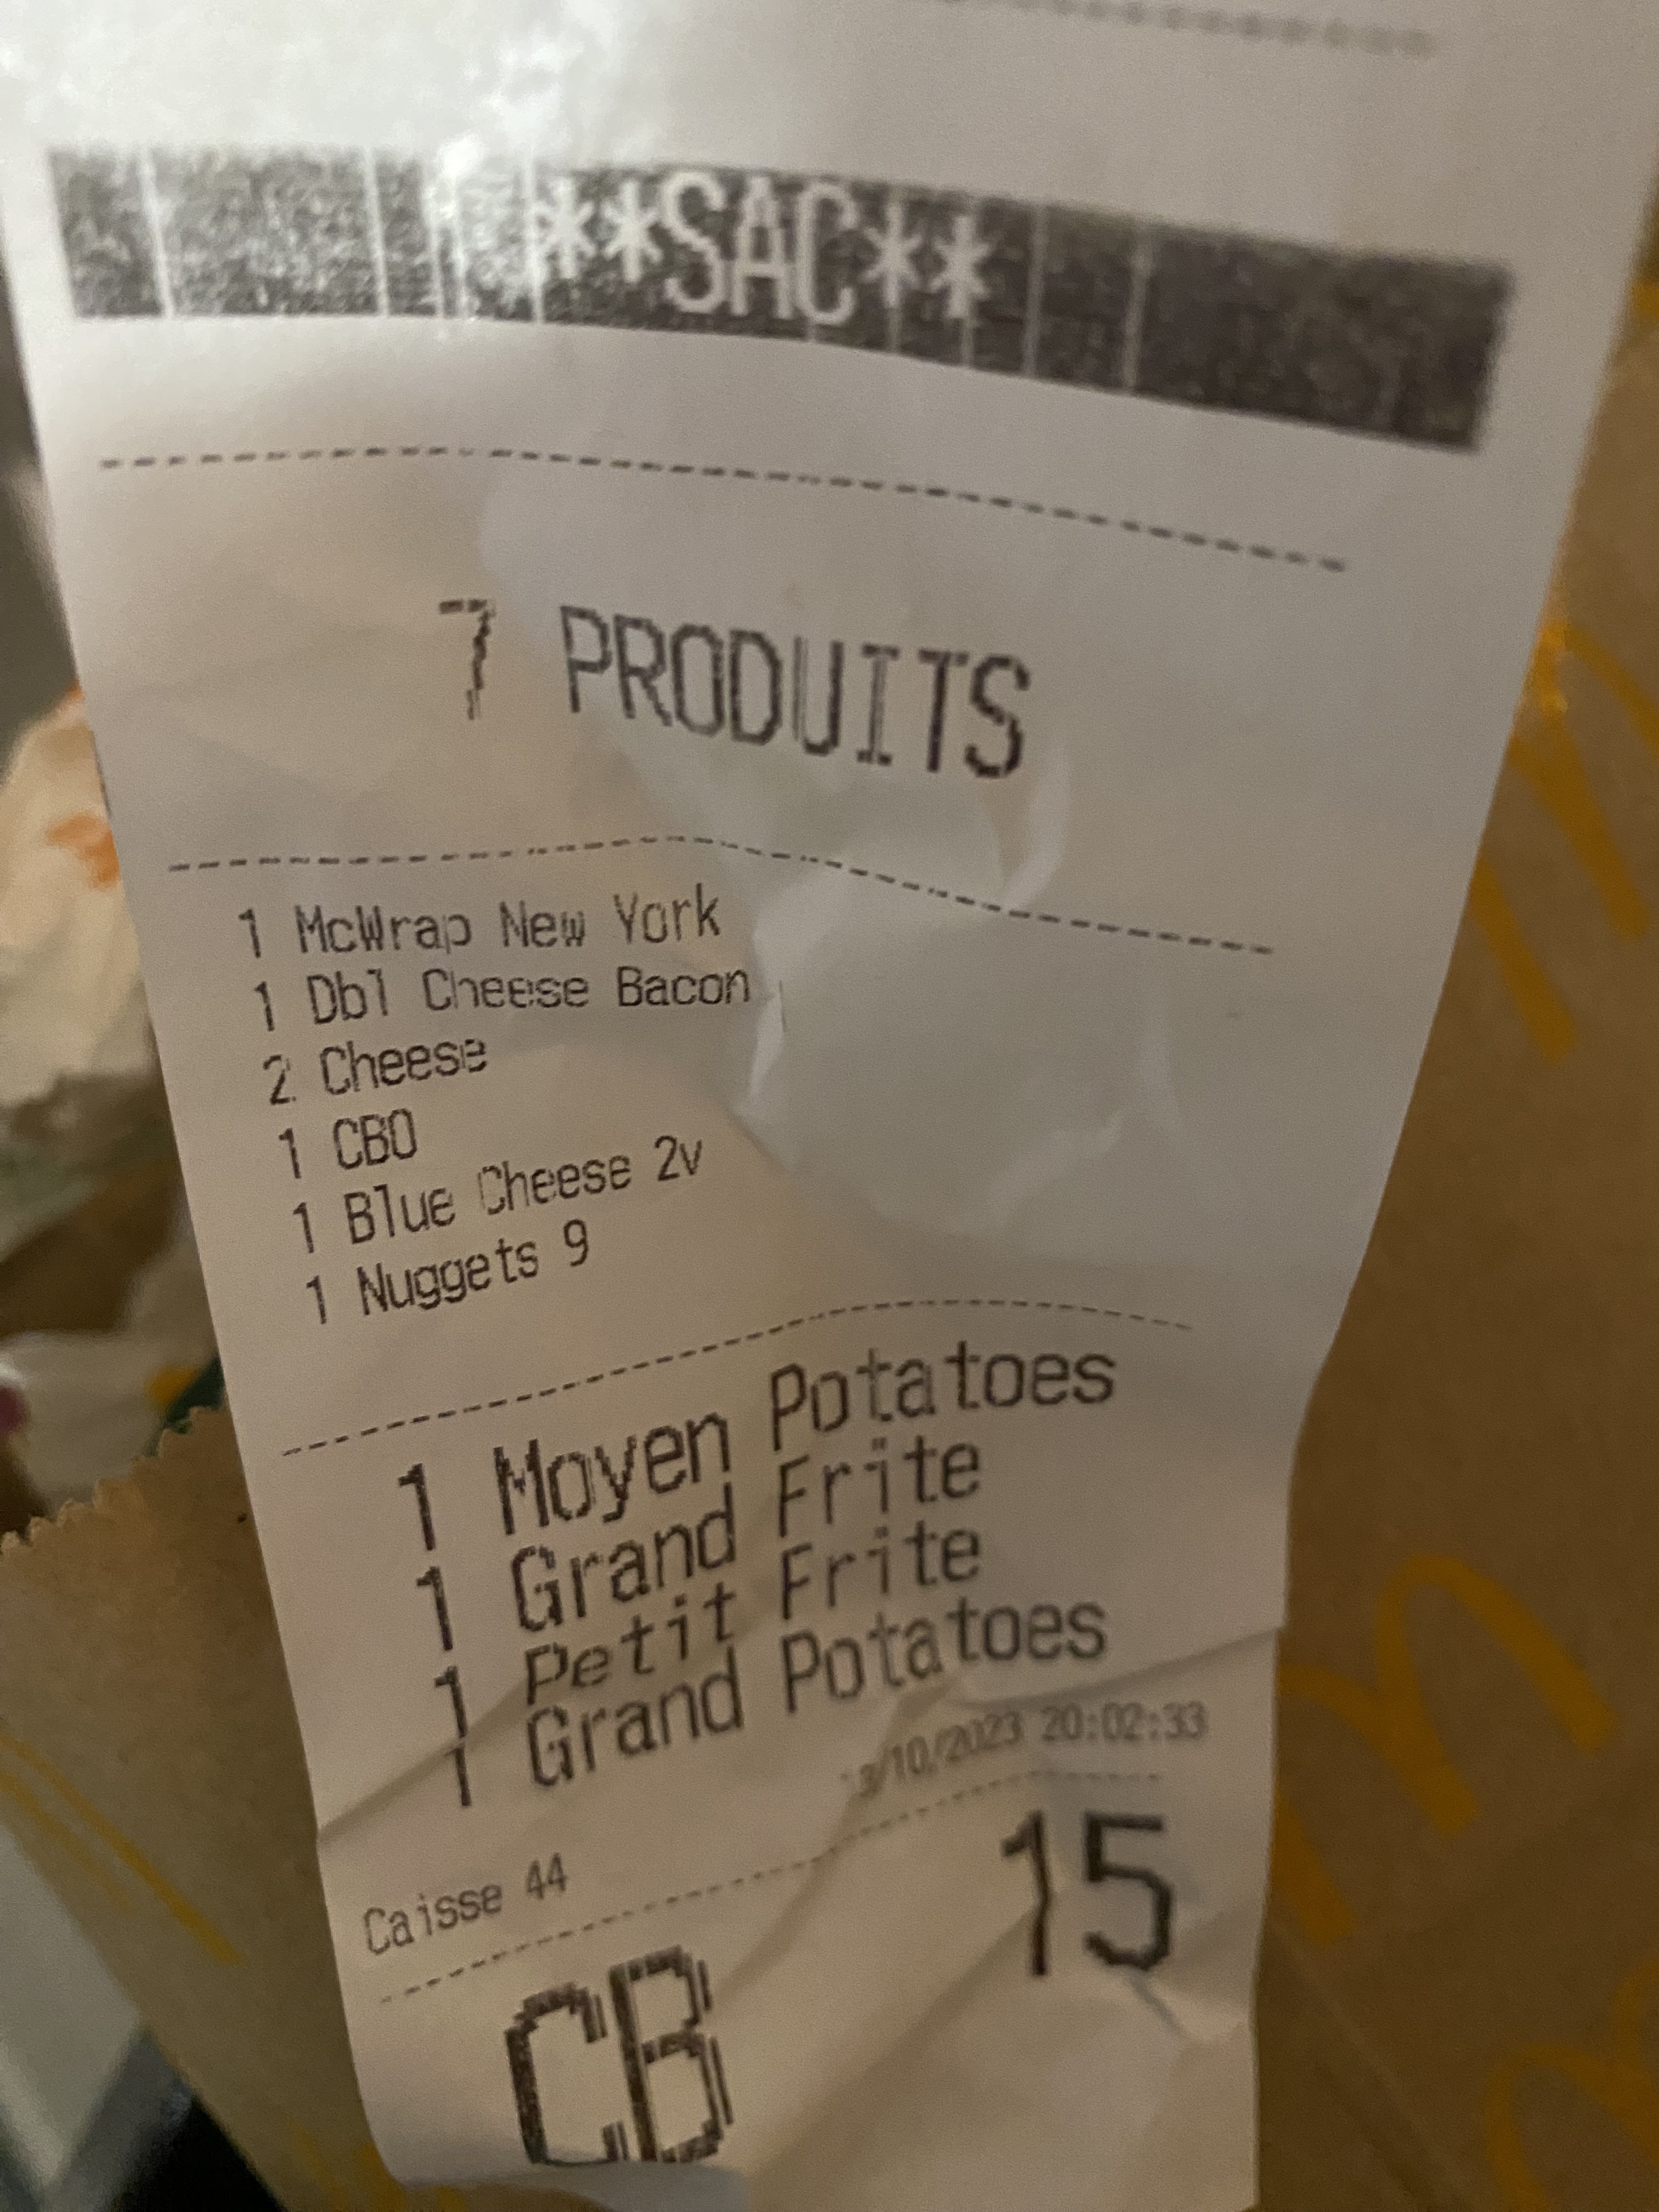 **SAC**
7 PRODUITS
1 McWrap New York
1 Dbl Cheese Bacon
2 Cheese
1 CBO
1 Blue Cheese 2v
1 Nuggets 9
1 Moyen Potatoes
1 Grand Frite
1 Petit Frite
1 Grand Potatoes
20:02:33
Caisse 44
15
CB